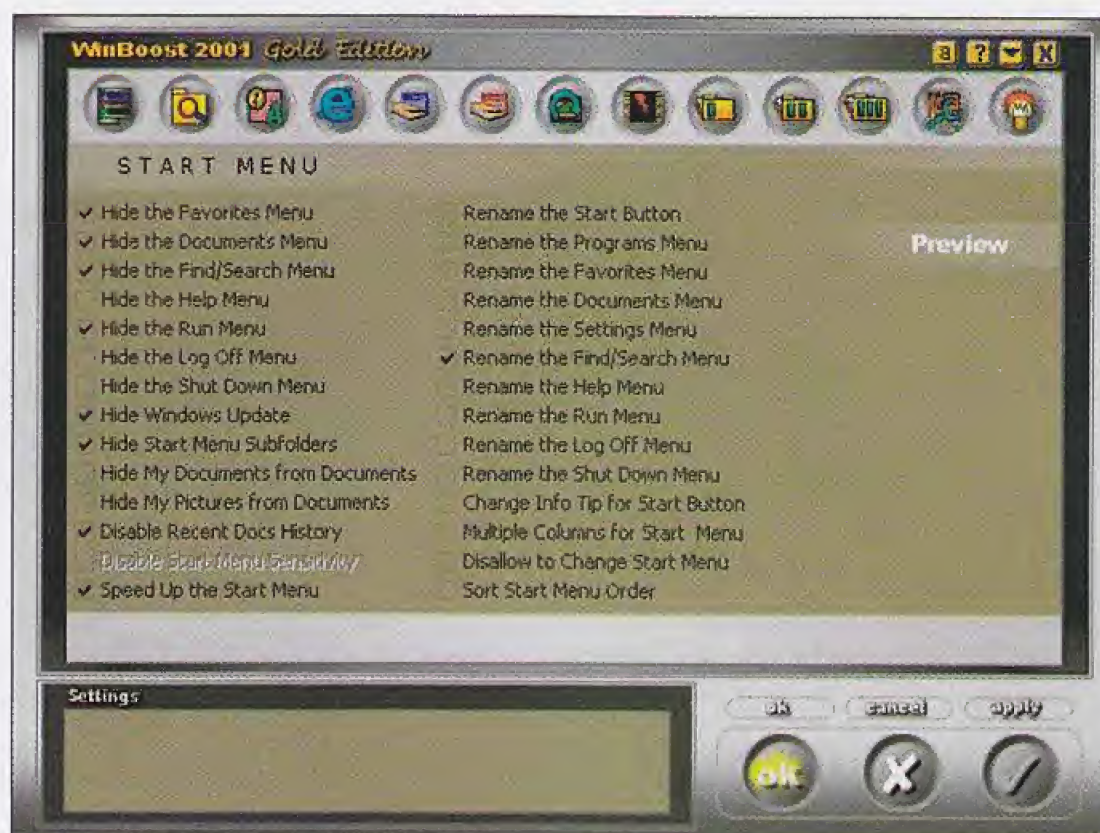 WinBoost 2001 Gold Edition
a ? X
START MENU
Hide the Favorites Menu
Hide the Documents Menu
Hide the Find/Search Menu
Hide the Help Menu
Hide the Run Menu
Hide the Log Off Menu
Hide the Shut Down Menu
Hide Windows Update
Hide Start Menu Subfolders
Hide My Documents from Documents
Hide My Pictures from Documents
Disable Recent Docs History
Disable Start Menu Sensitivity
Speed Up the Start Menu
Rename the Start Button
Rename the Programs Menu
Rename the Favorites Menu
Rename the Documents Menu
Rename the Settings Menu
Rename the Find/Search Menu
Rename the Help Menu
Rename the Run Menu
Rename the Log Off Menu
Rename the Shut Down Menu
Change Info Tip for Start Button
Multiple Columns for Start Menu
Disallow to Change Start Menu
Sort Start Menu Order
Preview
Settings
ok cancel apply
ok